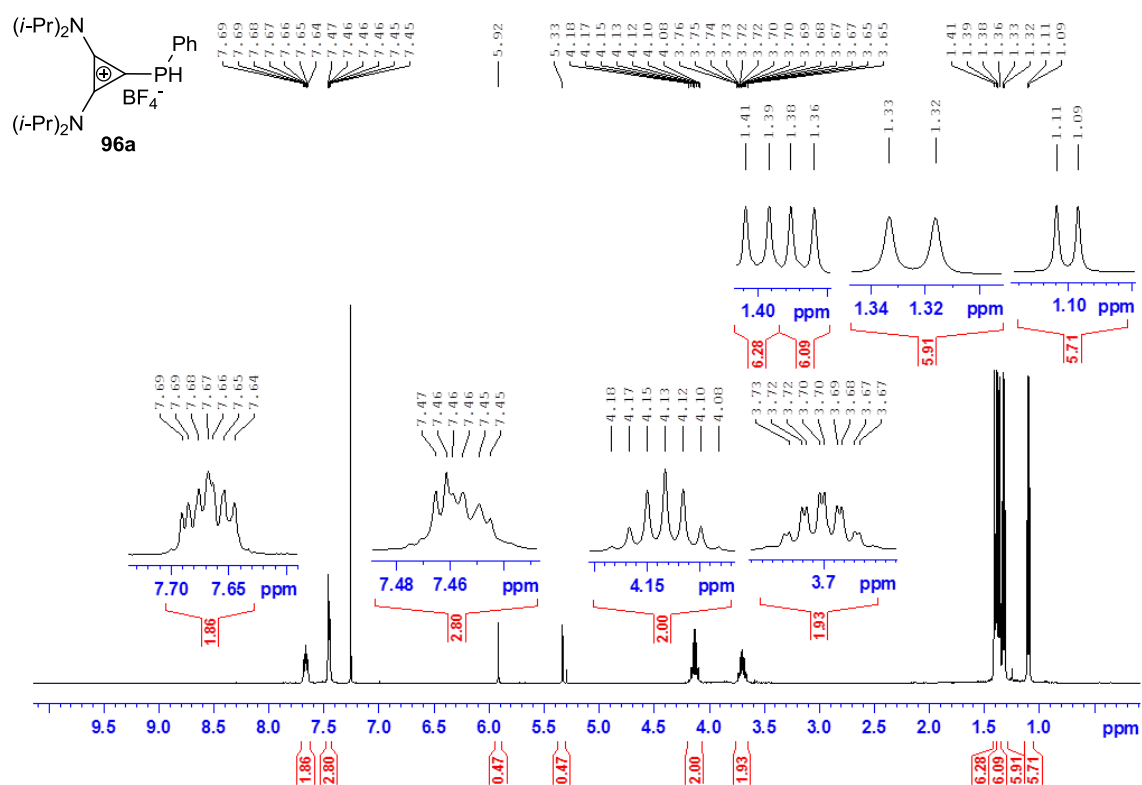 (i-Pr)2N
Ph
PH
⊕
BF4-
(i-Pr)2N
96a
7.69 7.69 7.68 7.67 7.66 7.65 7.64 7.47 7.46 7.46 7.46 7.45 7.45
5.92
5.33
4.18 4.17 4.15 4.13 4.12 4.10 4.08 3.76 3.75 3.74 3.73 3.72 3.72 3.70 3.70 3.69 3.68 3.67 3.67 3.65 3.65
1.41 1.39 1.38 1.36 1.33 1.32 1.11 1.09
1.41 1.39 1.38 1.36
1.33 1.32
1.11 1.09
1.40 ppm
1.34 1.32 ppm
1.10 ppm
6.28 6.09
5.91
5.71
7.69 7.69 7.68 7.67 7.66 7.65 7.64
7.47 7.46 7.46 7.46 7.45 7.45
4.18 4.17 4.15 4.13 4.12 4.10 4.08
3.73 3.72 3.72 3.70 3.70 3.69 3.68 3.67 3.67
7.70 7.65 ppm
7.48 7.46 ppm
4.15 ppm
3.7 ppm
1.86
2.80
2.00
1.93
9.5 9.0 8.5 8.0 7.5 7.0 6.5 6.0 5.5 5.0 4.5 4.0 3.5 3.0 2.5 2.0 1.5 1.0 ppm
1.86 2.80 0.47 0.47 2.00 1.93 6.28 6.09 5.91 5.71